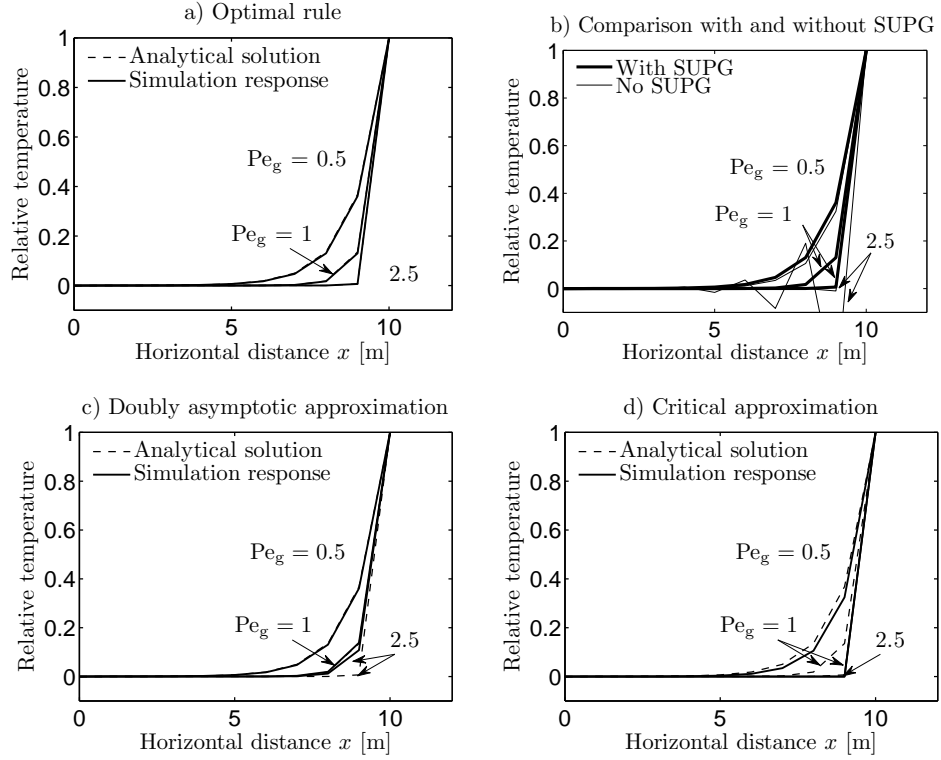 a) Optimal rule
1
0.8
0.6
0.4
0.2
0
Relative temperature
Analytical solution
Simulation response
Pe_g = 0.5
Pe_g = 1
2.5
0
5
10
Horizontal distance x [m]
b) Comparison with and without SUPG
1
0.8
0.6
0.4
0.2
0
Relative temperature
With SUPG
No SUPG
Pe_g = 0.5
Pe_g = 1
2.5
0
5
10
Horizontal distance x [m]
c) Doubly asymptotic approximation
1
0.8
0.6
0.4
0.2
0
Relative temperature
Analytical solution
Simulation response
Pe_g = 0.5
Pe_g = 1
2.5
0
5
10
Horizontal distance x [m]
d) Critical approximation
1
0.8
0.6
0.4
0.2
0
Relative temperature
Analytical solution
Simulation response
Pe_g = 0.5
Pe_g = 1
2.5
0
5
10
Horizontal distance x [m]